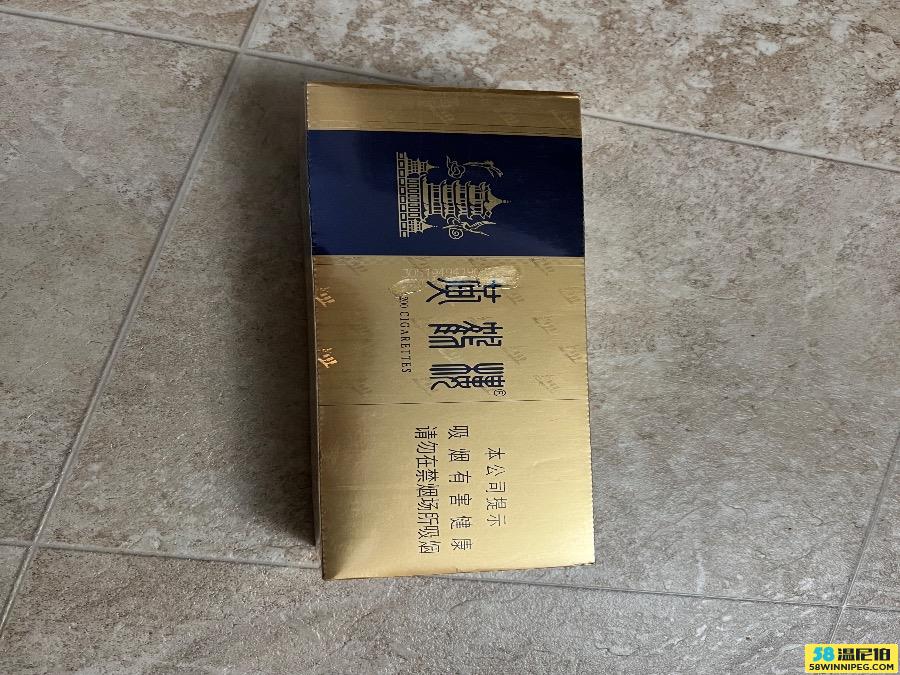 黄鹤楼®
200 CIGARETTES
本公司提示
吸烟有害健康
请勿在禁烟场所吸烟
58温尼伯
58WINNIPEG.COM